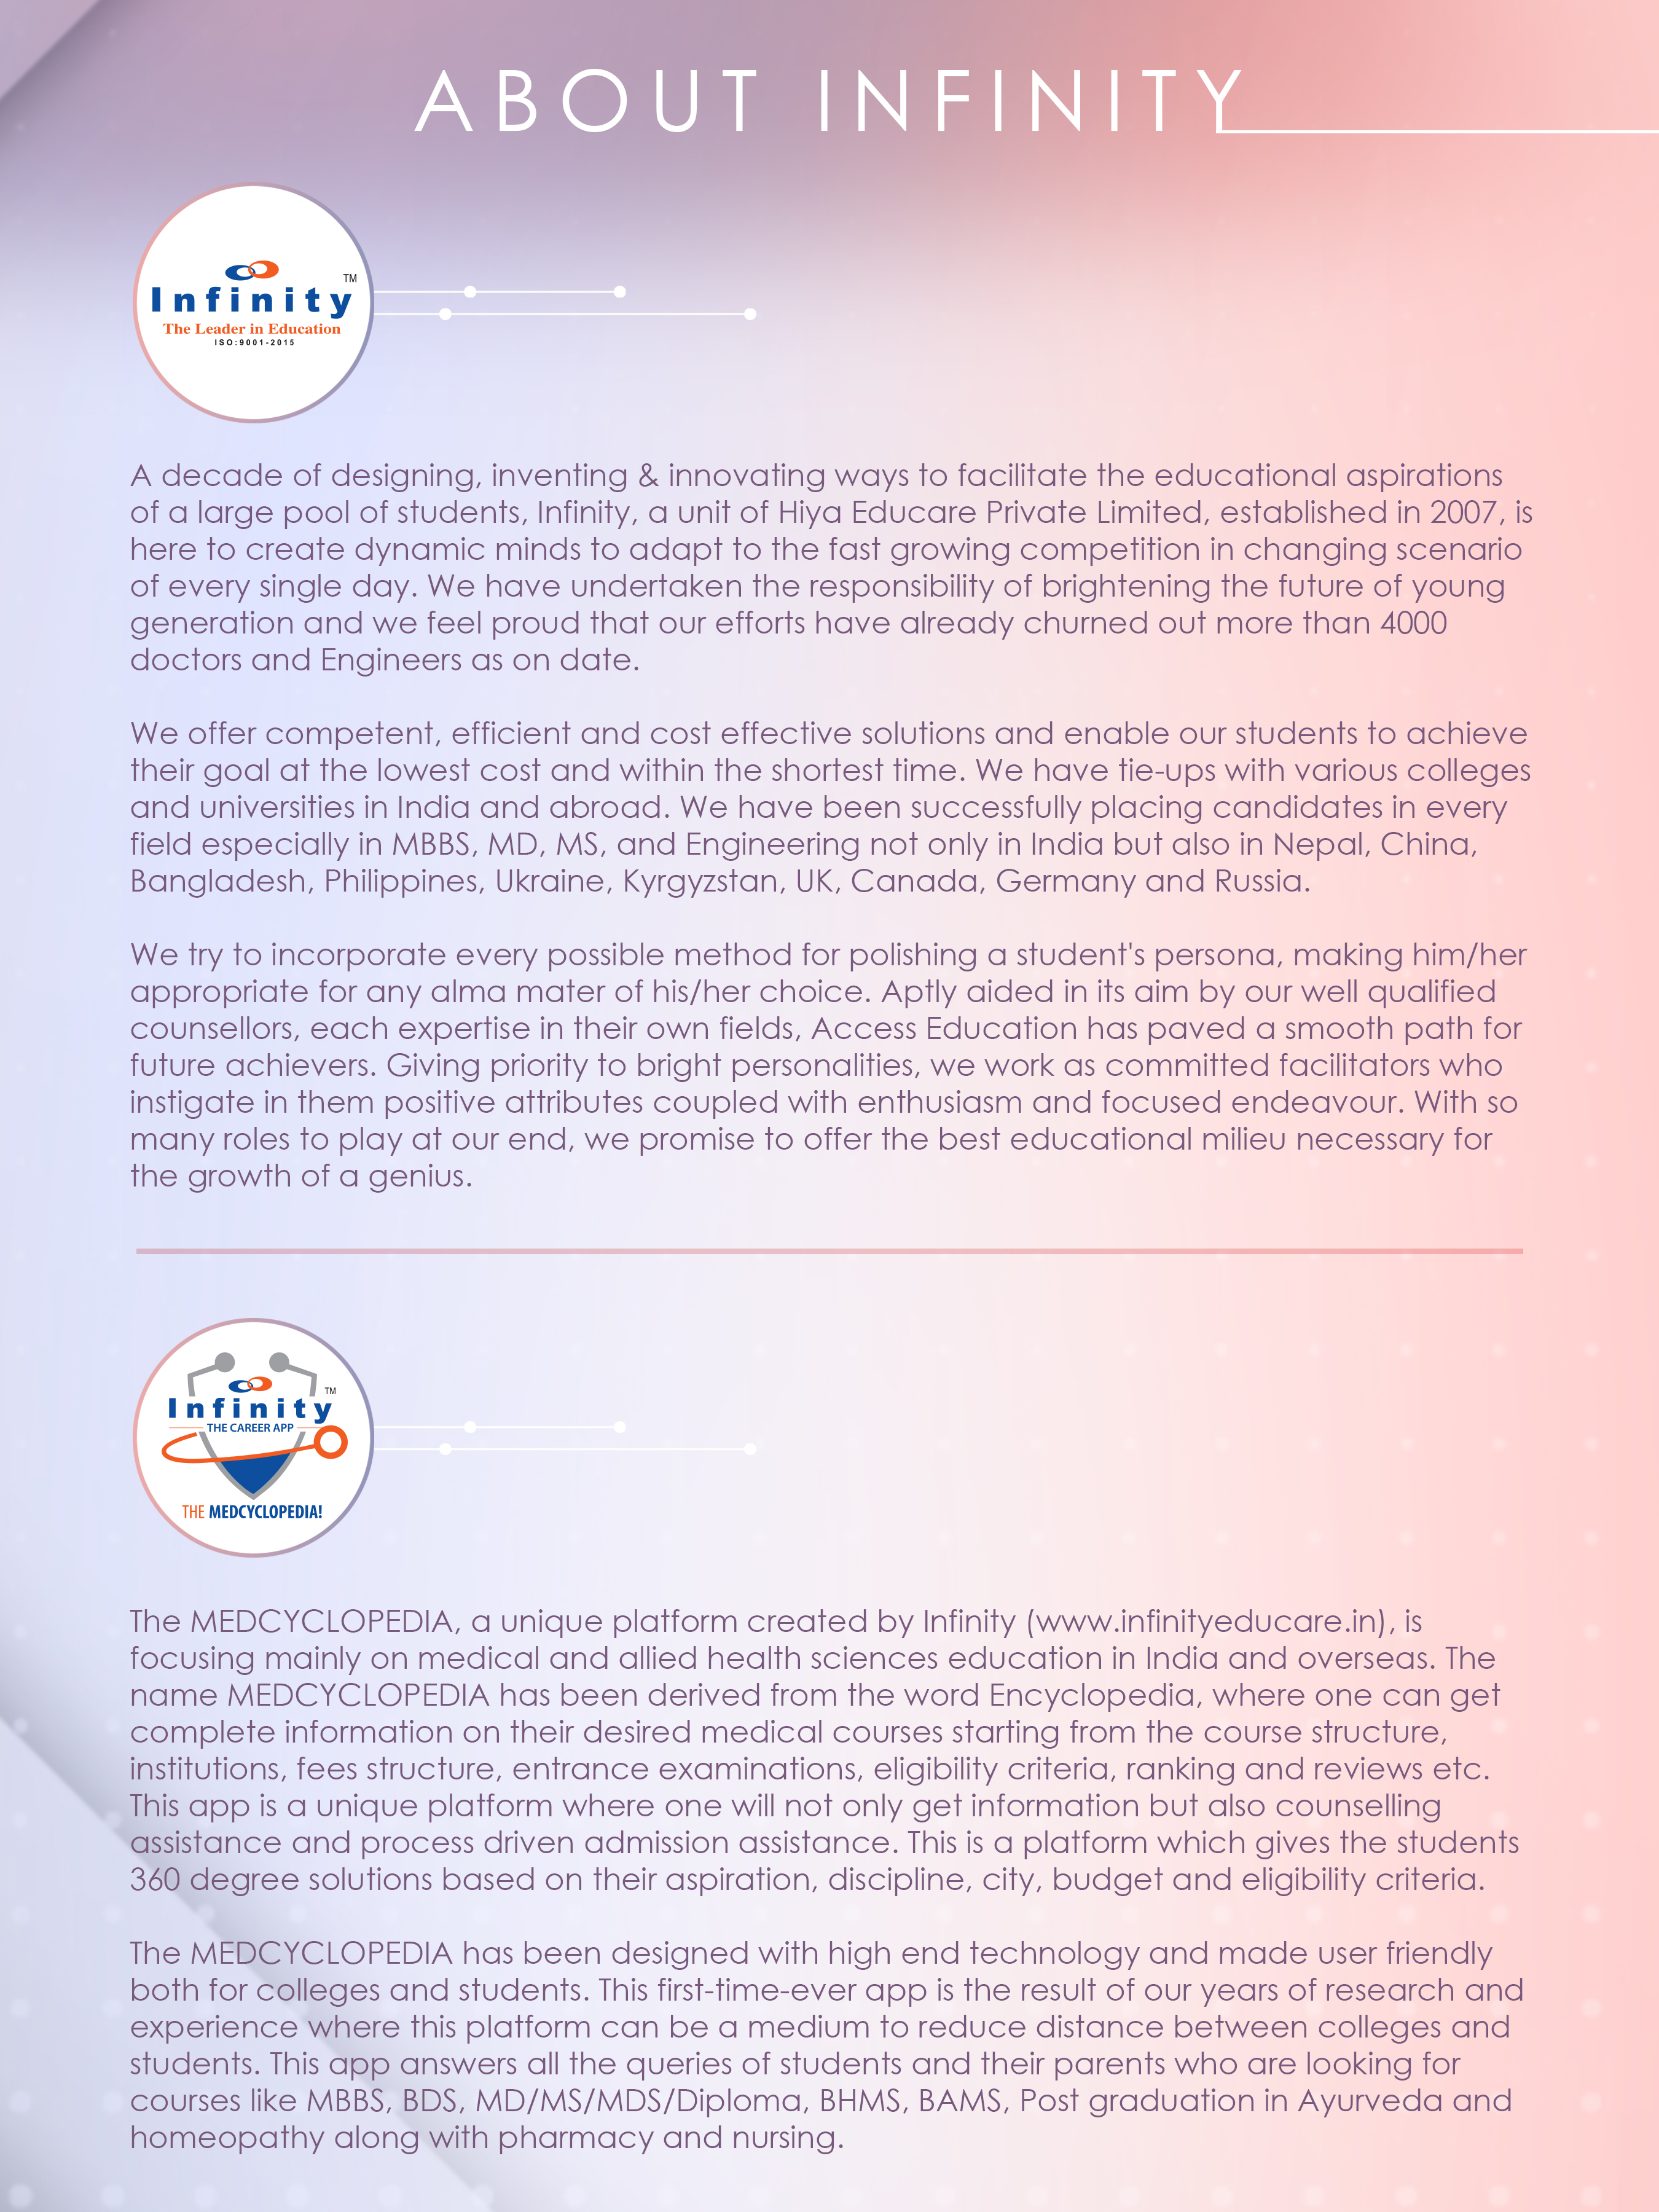 ABOUT INFINITY
Infinity TM
The Leader in Education
ISO:9001-2015
A decade of designing, inventing & innovating ways to facilitate the educational aspirations
of a large pool of students, Infinity, a unit of Hiya Educare Private Limited, established in 2007, is
here to create dynamic minds to adapt to the fast growing competition in changing scenario
of every single day. We have undertaken the responsibility of brightening the future of young
generation and we feel proud that our efforts have already churned out more than 4000
doctors and Engineers as on date.
We offer competent, efficient and cost effective solutions and enable our students to achieve
their goal at the lowest cost and within the shortest time. We have tie-ups with various colleges
and universities in India and abroad. We have been successfully placing candidates in every
field especially in MBBS, MD, MS, and Engineering not only in India but also in Nepal, China,
Bangladesh, Philippines, Ukraine, Kyrgyzstan, UK, Canada, Germany and Russia.
We try to incorporate every possible method for polishing a student's persona, making him/her
appropriate for any alma mater of his/her choice. Aptly aided in its aim by our well qualified
counsellors, each expertise in their own fields, Access Education has paved a smooth path for
future achievers. Giving priority to bright personalities, we work as committed facilitators who
instigate in them positive attributes coupled with enthusiasm and focused endeavour. With so
many roles to play at our end, we promise to offer the best educational milieu necessary for
the growth of a genius.
Infinity TM
THE CAREER APP
THE MEDCYCLOPEDIA!
The MEDCYCLOPEDIA, a unique platform created by Infinity (www.infinityeducare.in), is
focusing mainly on medical and allied health sciences education in India and overseas. The
name MEDCYCLOPEDIA has been derived from the word Encyclopedia, where one can get
complete information on their desired medical courses starting from the course structure,
institutions, fees structure, entrance examinations, eligibility criteria, ranking and reviews etc.
This app is a unique platform where one will not only get information but also counselling
assistance and process driven admission assistance. This is a platform which gives the students
360 degree solutions based on their aspiration, discipline, city, budget and eligibility criteria.
The MEDCYCLOPEDIA has been designed with high end technology and made user friendly
both for colleges and students. This first-time-ever app is the result of our years of research and
experience where this platform can be a medium to reduce distance between colleges and
students. This app answers all the queries of students and their parents who are looking for
courses like MBBS, BDS, MD/MS/MDS/Diploma, BHMS, BAMS, Post graduation in Ayurveda and
homeopathy along with pharmacy and nursing.